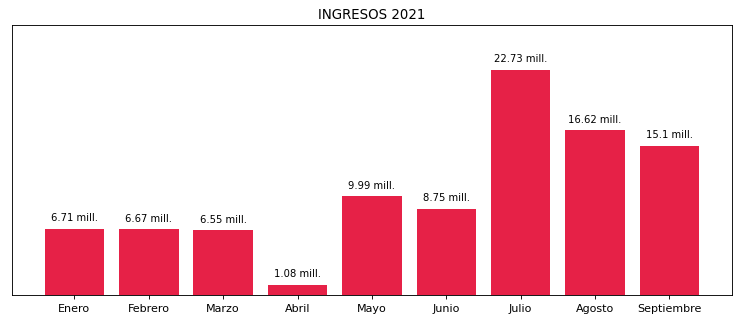 INGRESOS 2021
22.73 mill.
16.62 mill.
15.1 mill.
9.99 mill.
8.75 mill.
6.71 mill.
6.67 mill.
6.55 mill.
1.08 mill.
Enero Febrero Marzo Abril Mayo Junio Julio Agosto Septiembre